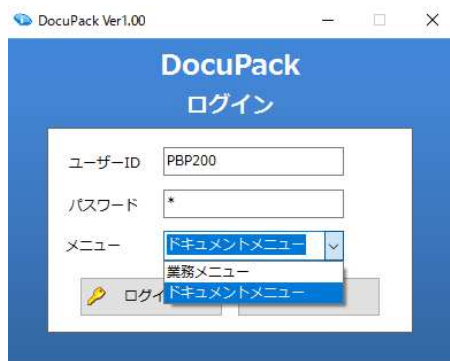 DocuPack Ver1.00
DocuPack
ログイン
ユーザーID PBP200
パスワード *
メニュー ドキュメントメニュー
業務メニュー
ドキュメントメニュー
ログイ